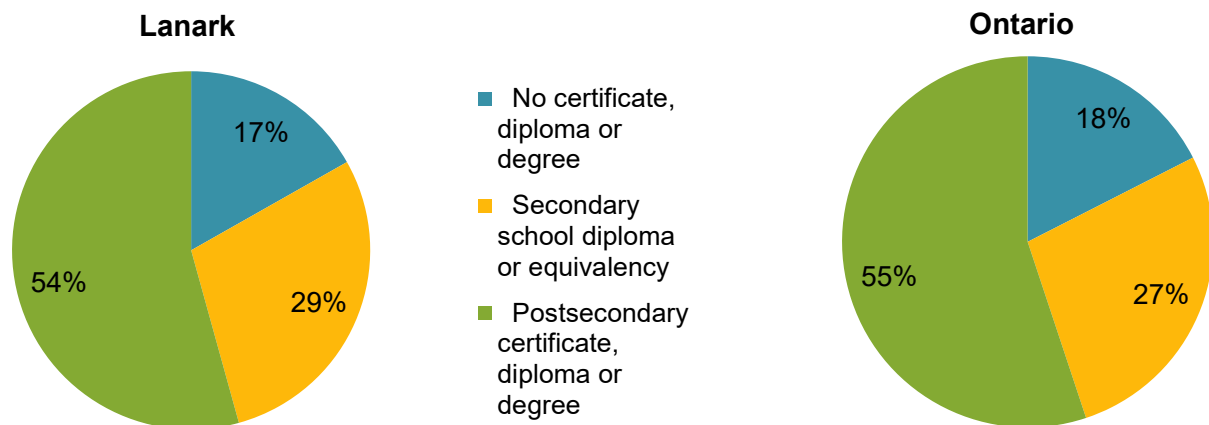 Lanark
17%
29%
54%
No certificate,
diploma or
degree
Secondary
school diploma
or equivalency
Postsecondary
certificate,
diploma or
degree
Ontario
18%
27%
55%